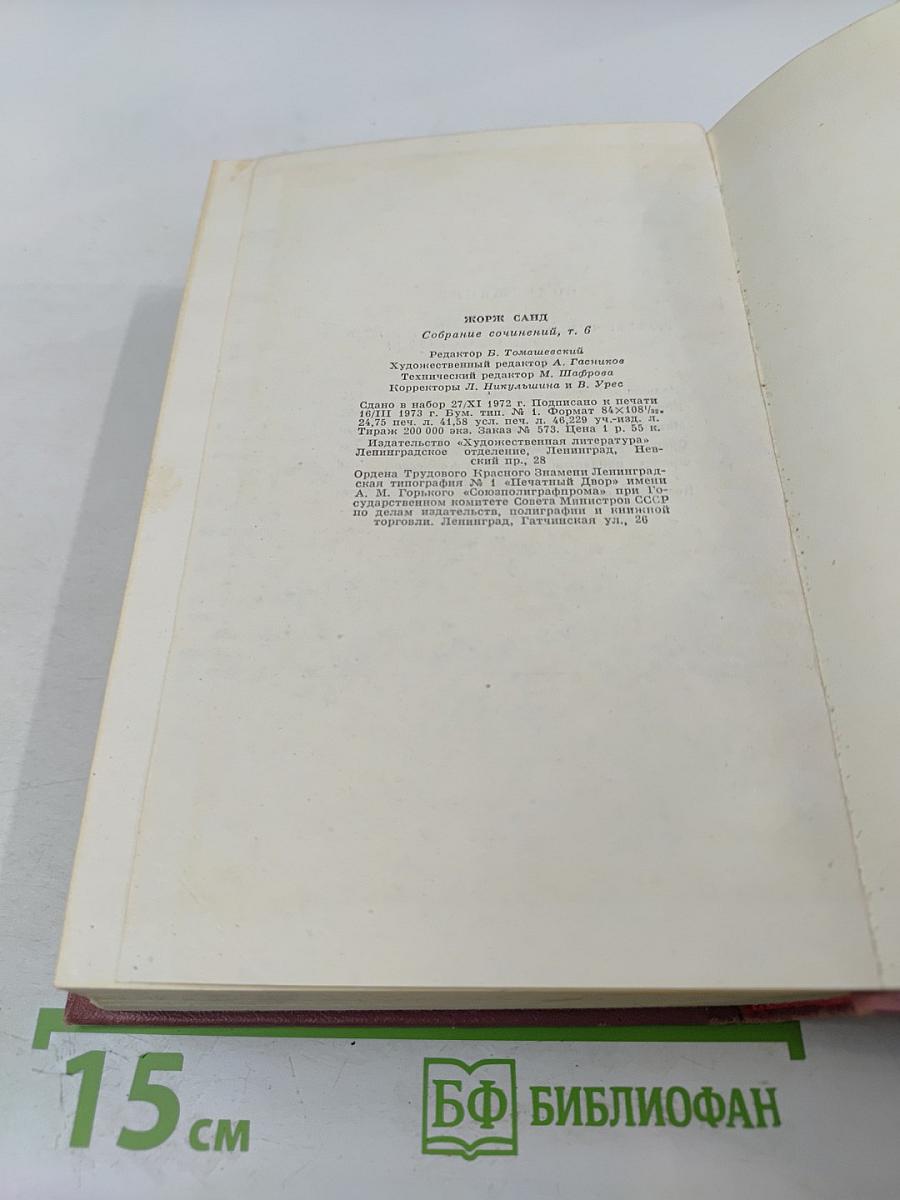 ЖОРЖ САНД
Собрание сочинений, т. 6
Редактор Б. Томашевский
Художественный редактор А. Гасников
Технический редактор М. Шафрова
Корректоры Л. Никульшина и В. Урес
Сдано в набор 27/XI 1972 г. Подписано к печати
16/III 1973 г. Бум. тип. № 1. Формат 84×108¹/₃₂.
24,75 печ. л. 41,58 усл. печ. л. 46,229 уч.-изд. л.
Тираж 200 000 экз. Заказ № 573. Цена 1 р. 55 к.
Издательство «Художественная литература»
Ленинградское отделение, Ленинград, Нев-
ский пр., 28
Ордена Трудового Красного Знамени Ленинград-
ская типография № 1 «Печатный Двор» имени
А. М. Горького «Союзполиграфпрома» при Го-
сударственном комитете Совета Министров СССР
по делам издательств, полиграфии и книжной
торговли. Ленинград, Гатчинская ул., 26
15 см
БФ БИБЛИОФАН